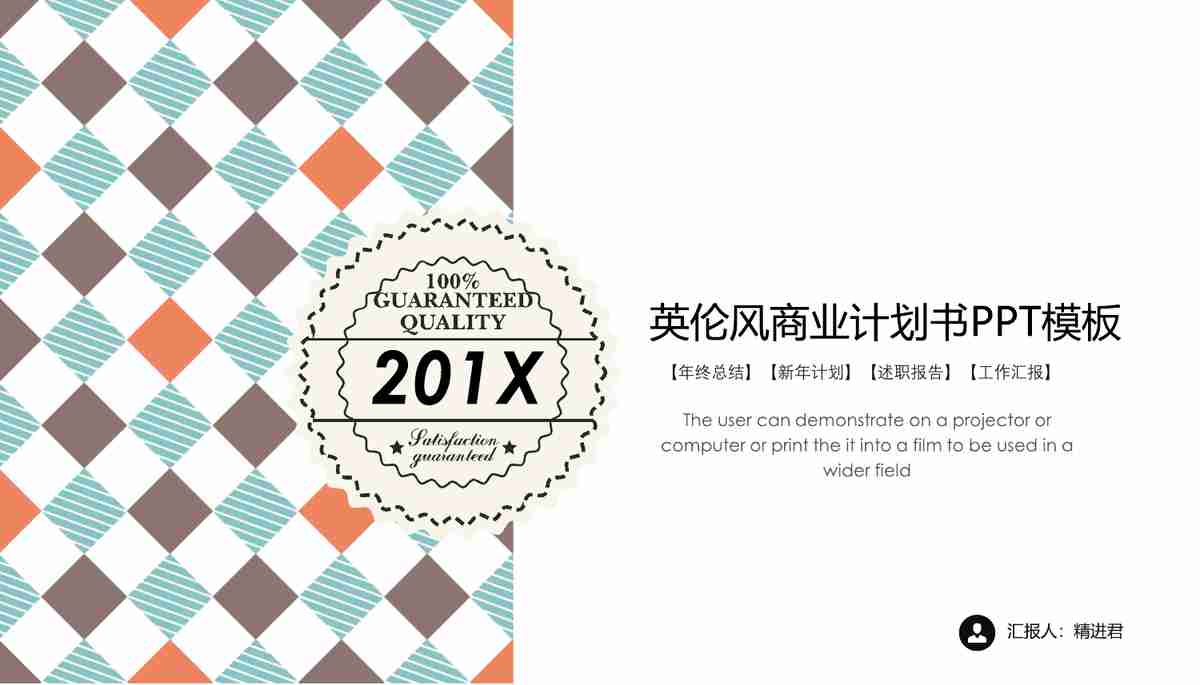 100%
GUARANTEED
QUALITY
201X
Satisfaction
guaranteed
英伦风商业计划书PPT模板
【年终总结】【新年计划】【述职报告】【工作汇报】
The user can demonstrate on a projector or
computer or print the it into a film to be used in a
wider field
汇报人：精进君